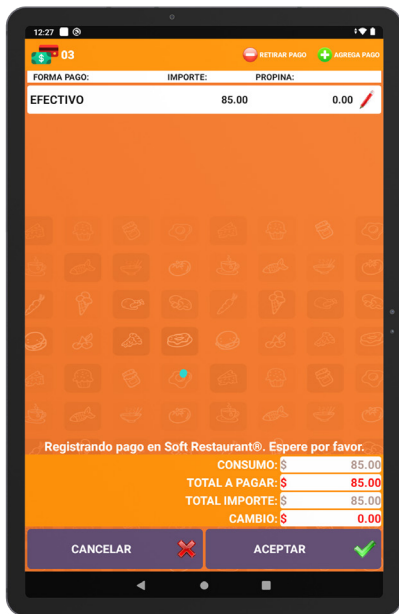 12:27
03 RETIRAR PAGO AGREGA PAGO
FORMA PAGO: IMPORTE: PROPINA:
EFECTIVO 85.00 0.00
Registrando pago en Soft Restaurant®. Espere por favor.
CONSUMO: $ 85.00
TOTAL A PAGAR: $ 85.00
TOTAL IMPORTE: $ 85.00
CAMBIO: $ 0.00
CANCELAR ACEPTAR